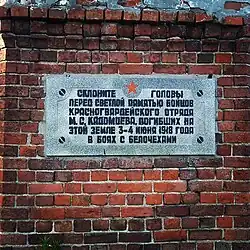 СКЛОНИТЕ ГОЛОВЫ
ПЕРЕД СВЕТЛОЙ ПАМЯТЬЮ БОЙЦОВ
КРАСНОГВАРДЕЙСКОГО ОТРЯДА
М. С. КАДОМЦЕВА, ПОГИБШИХ НА
ЭТОЙ ЗЕМЛЕ 3-4 ИЮНЯ 1918 ГОДА
В БОЯХ С БЕЛОЧЕХАМИ